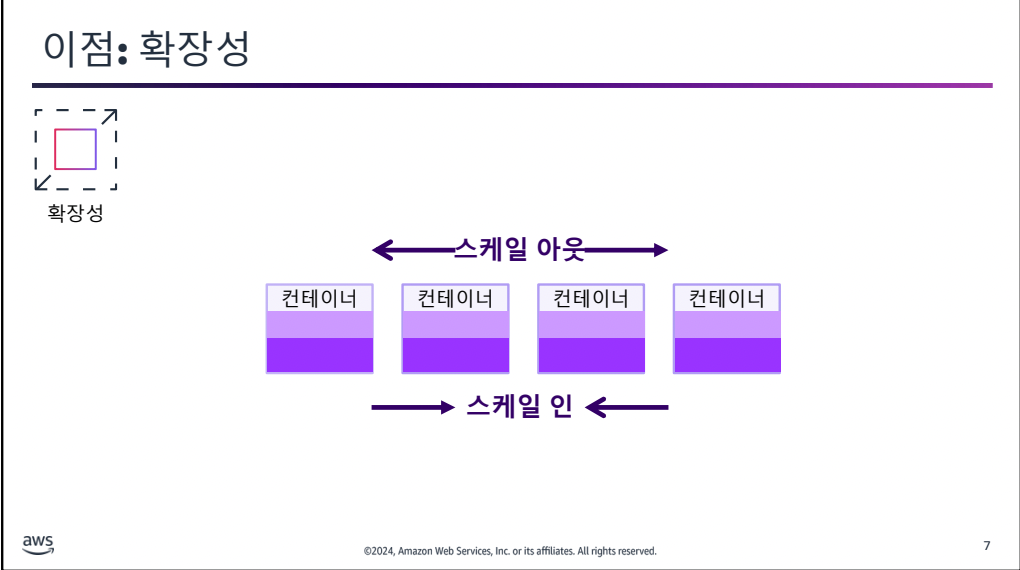 이점: 확장성
확장성
스케일 아웃
컨테이너 컨테이너 컨테이너 컨테이너
스케일 인
aws
©2024, Amazon Web Services, Inc. or its affiliates. All rights reserved.
7